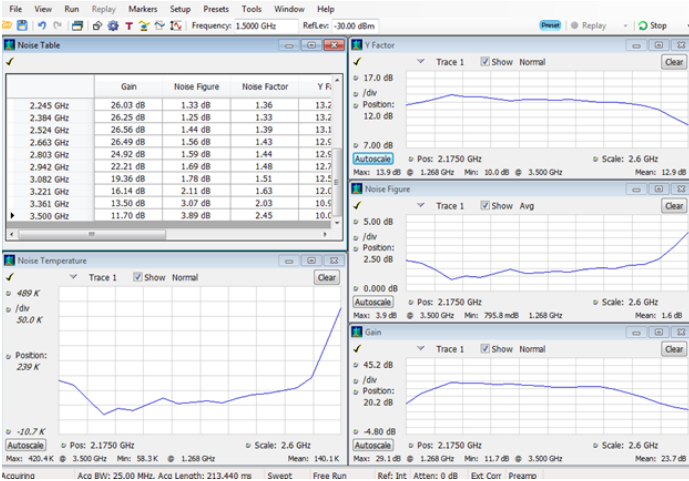 File View Run Replay Markers Setup Presets Tools Window Help
Frequency: 1.5000 GHz RefLev: -30.00 dBm Preset Replay Stop
Noise Table
Gain Noise Figure Noise Factor Y Fa
2.245 GHz 26.03 dB 1.33 dB 1.36 13.2
2.384 GHz 26.25 dB 1.25 dB 1.33 13.2
2.524 GHz 26.56 dB 1.44 dB 1.39 13.1
2.663 GHz 26.49 dB 1.56 dB 1.43 12.9
2.803 GHz 24.92 dB 1.59 dB 1.44 12.9
2.942 GHz 22.21 dB 1.69 dB 1.48 12.7
3.082 GHz 19.36 dB 1.78 dB 1.51 12.5
3.221 GHz 16.14 dB 2.11 dB 1.63 12.0
3.361 GHz 13.50 dB 3.07 dB 2.03 10.9
3.500 GHz 11.70 dB 3.89 dB 2.45 10.0
Y Factor
Trace 1 Show Normal Clear
17.0 dB
/div
Position:
12.0 dB
7.00 dB
Autoscale Pos: 2.1750 GHz Scale: 2.6 GHz
Max: 13.9 dB @ 1.268 GHz Min: 10.0 dB @ 3.500 GHz Mean: 12.9 dB
Noise Figure
Trace 1 Show Avg Clear
5.00 dB
/div
Position:
2.50 dB
0.000 dB
Autoscale Pos: 2.1750 GHz Scale: 2.6 GHz
Max: 3.9 dB @ 3.500 GHz Min: 795.8 mdB 1.268 GHz Mean: 1.6 dB
Noise Temperature
Trace 1 Show Normal Clear
489 K
/div
50.0 K
Position:
239 K
-10.7 K
Autoscale Pos: 2.1750 GHz Scale: 2.6 GHz
Max: 420.4 K @ 3.500 GHz Min: 58.3 K @ 1.268 GHz Mean: 140.1 K
Gain
Trace 1 Show Normal Clear
45.2 dB
/div
Position:
20.2 dB
-4.80 dB
Autoscale Pos: 2.1750 GHz Scale: 2.6 GHz
Max: 29.1 dB @ 1.268 GHz Min: 11.7 dB @ 3.500 GHz Mean: 23.7 dB
Acquiring Acq BW: 25.00 MHz, Acq Length: 213.440 ms Swept Free Run Ref: Int Atten: 0 dB Ext Corr Preamp